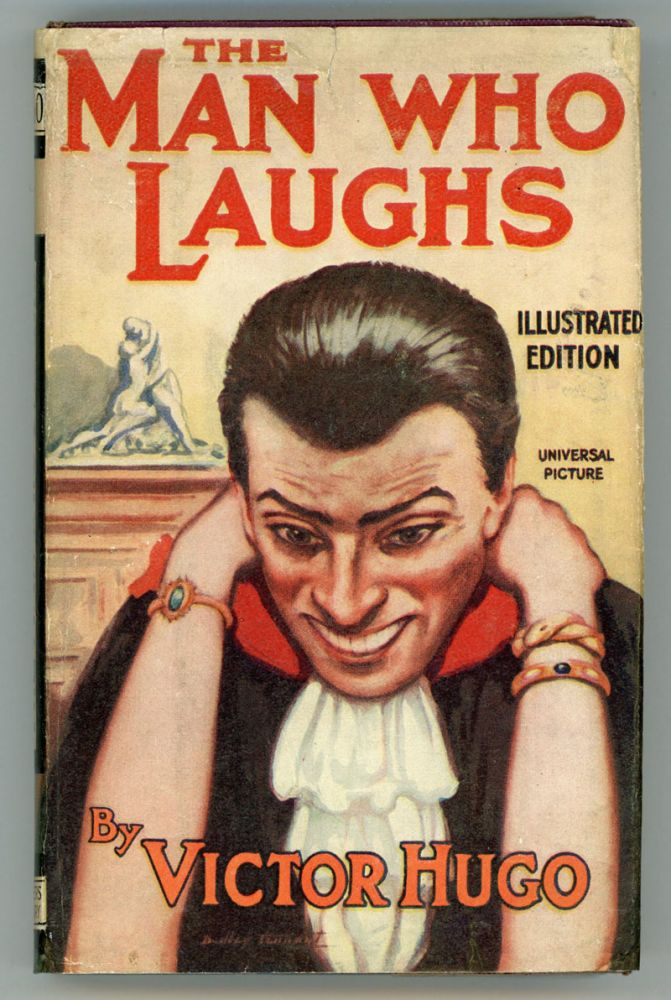 THE
MAN WHO
LAUGHS
ILLUSTRATED
EDITION
UNIVERSAL
PICTURE
By
VICTOR HUGO